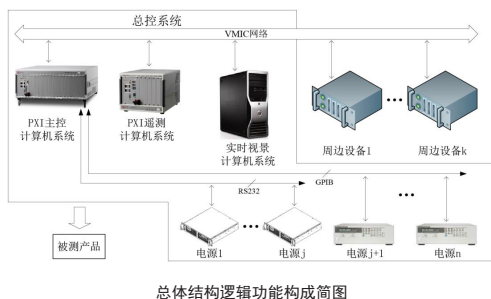 总控系统
VMIC网络
PXI主控
计算机系统
PXI遥测
计算机系统
实时视景
计算机系统
周边设备1
周边设备k
RS232
GPIB
被测产品
电源1
电源j
电源j+1
电源n
总体结构逻辑功能构成简图